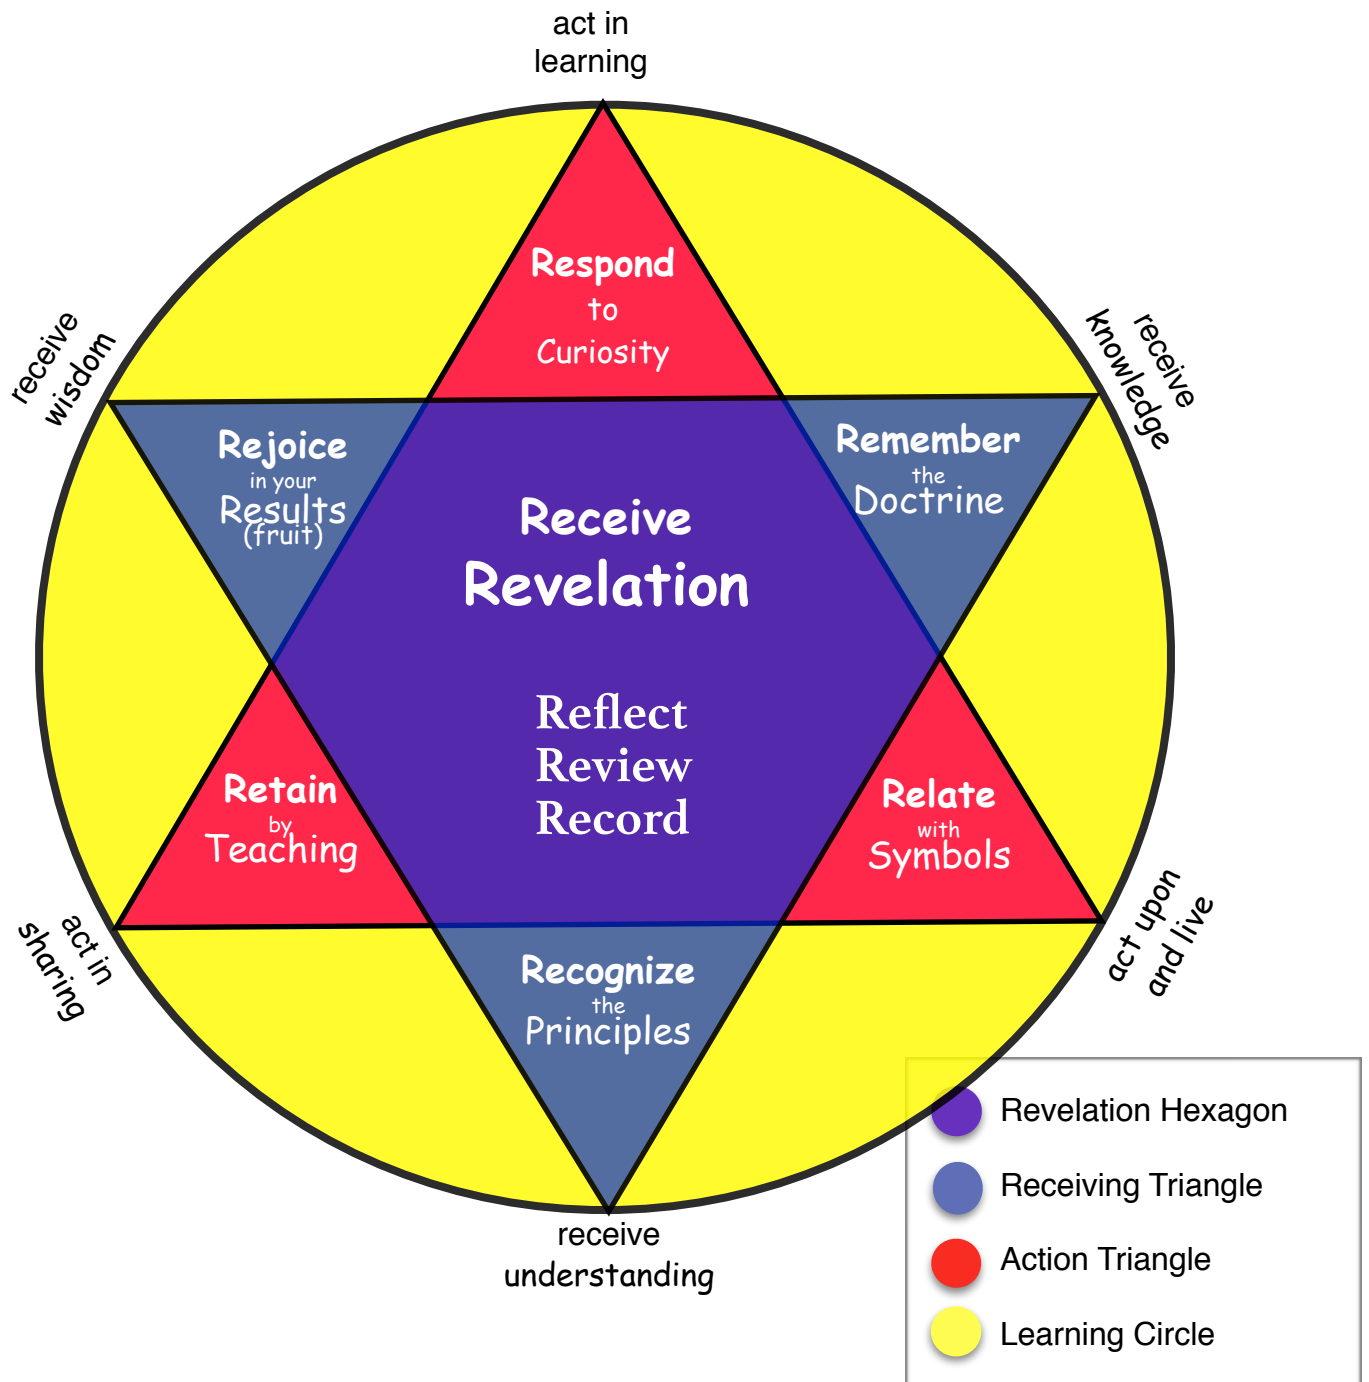 act in
learning
Respond
to
Curiosity
receive
wisdom
receive
knowledge
Rejoice
in your
Results
(fruit)
Remember
the
Doctrine
Receive
Revelation
Reflect
Review
Record
Retain
by
Teaching
Relate
with
Symbols
act in
sharing
act upon
and live
Recognize
the
Principles
receive
understanding
Revelation Hexagon
Receiving Triangle
Action Triangle
Learning Circle